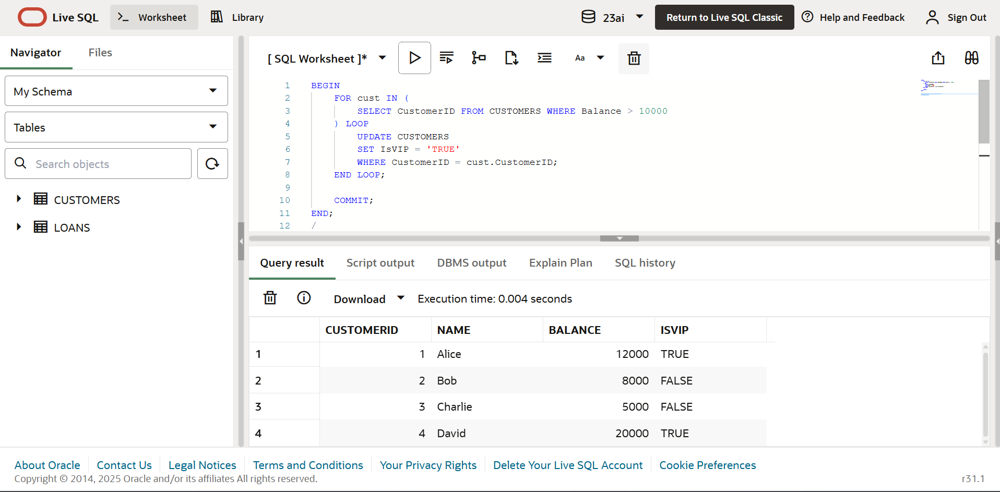 Live SQL
Worksheet
Library
23ai
Return to Live SQL Classic
Help and Feedback
Sign Out
Navigator
Files
My Schema
Tables
Search objects
CUSTOMERS
LOANS
[ SQL Worksheet ]*
Aa
1 BEGIN
2 FOR cust IN (
3 SELECT CustomerID FROM CUSTOMERS WHERE Balance > 10000
4 ) LOOP
5 UPDATE CUSTOMERS
6 SET IsVIP = 'TRUE'
7 WHERE CustomerID = cust.CustomerID;
8 END LOOP;
9
10 COMMIT;
11 END;
12 /
Query result
Script output
DBMS output
Explain Plan
SQL history
Download
Execution time: 0.004 seconds
CUSTOMERID NAME BALANCE ISVIP
1 1 Alice 12000 TRUE
2 2 Bob 8000 FALSE
3 3 Charlie 5000 FALSE
4 4 David 20000 TRUE
About Oracle
Contact Us
Legal Notices
Terms and Conditions
Your Privacy Rights
Delete Your Live SQL Account
Cookie Preferences
Copyright © 2014, 2025 Oracle and/or its affiliates All rights reserved.
r31.1